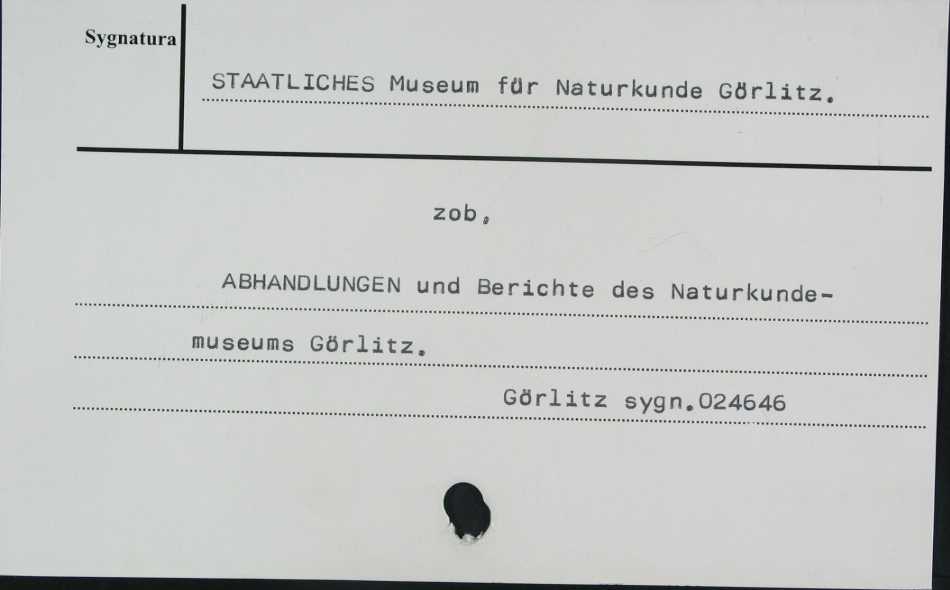 Sygnatura
STAATLICHES Museum für Naturkunde Görlitz.
zob.
ABHANDLUNGEN und Berichte des Naturkunde-
museums Görlitz.
Görlitz sygn.024646